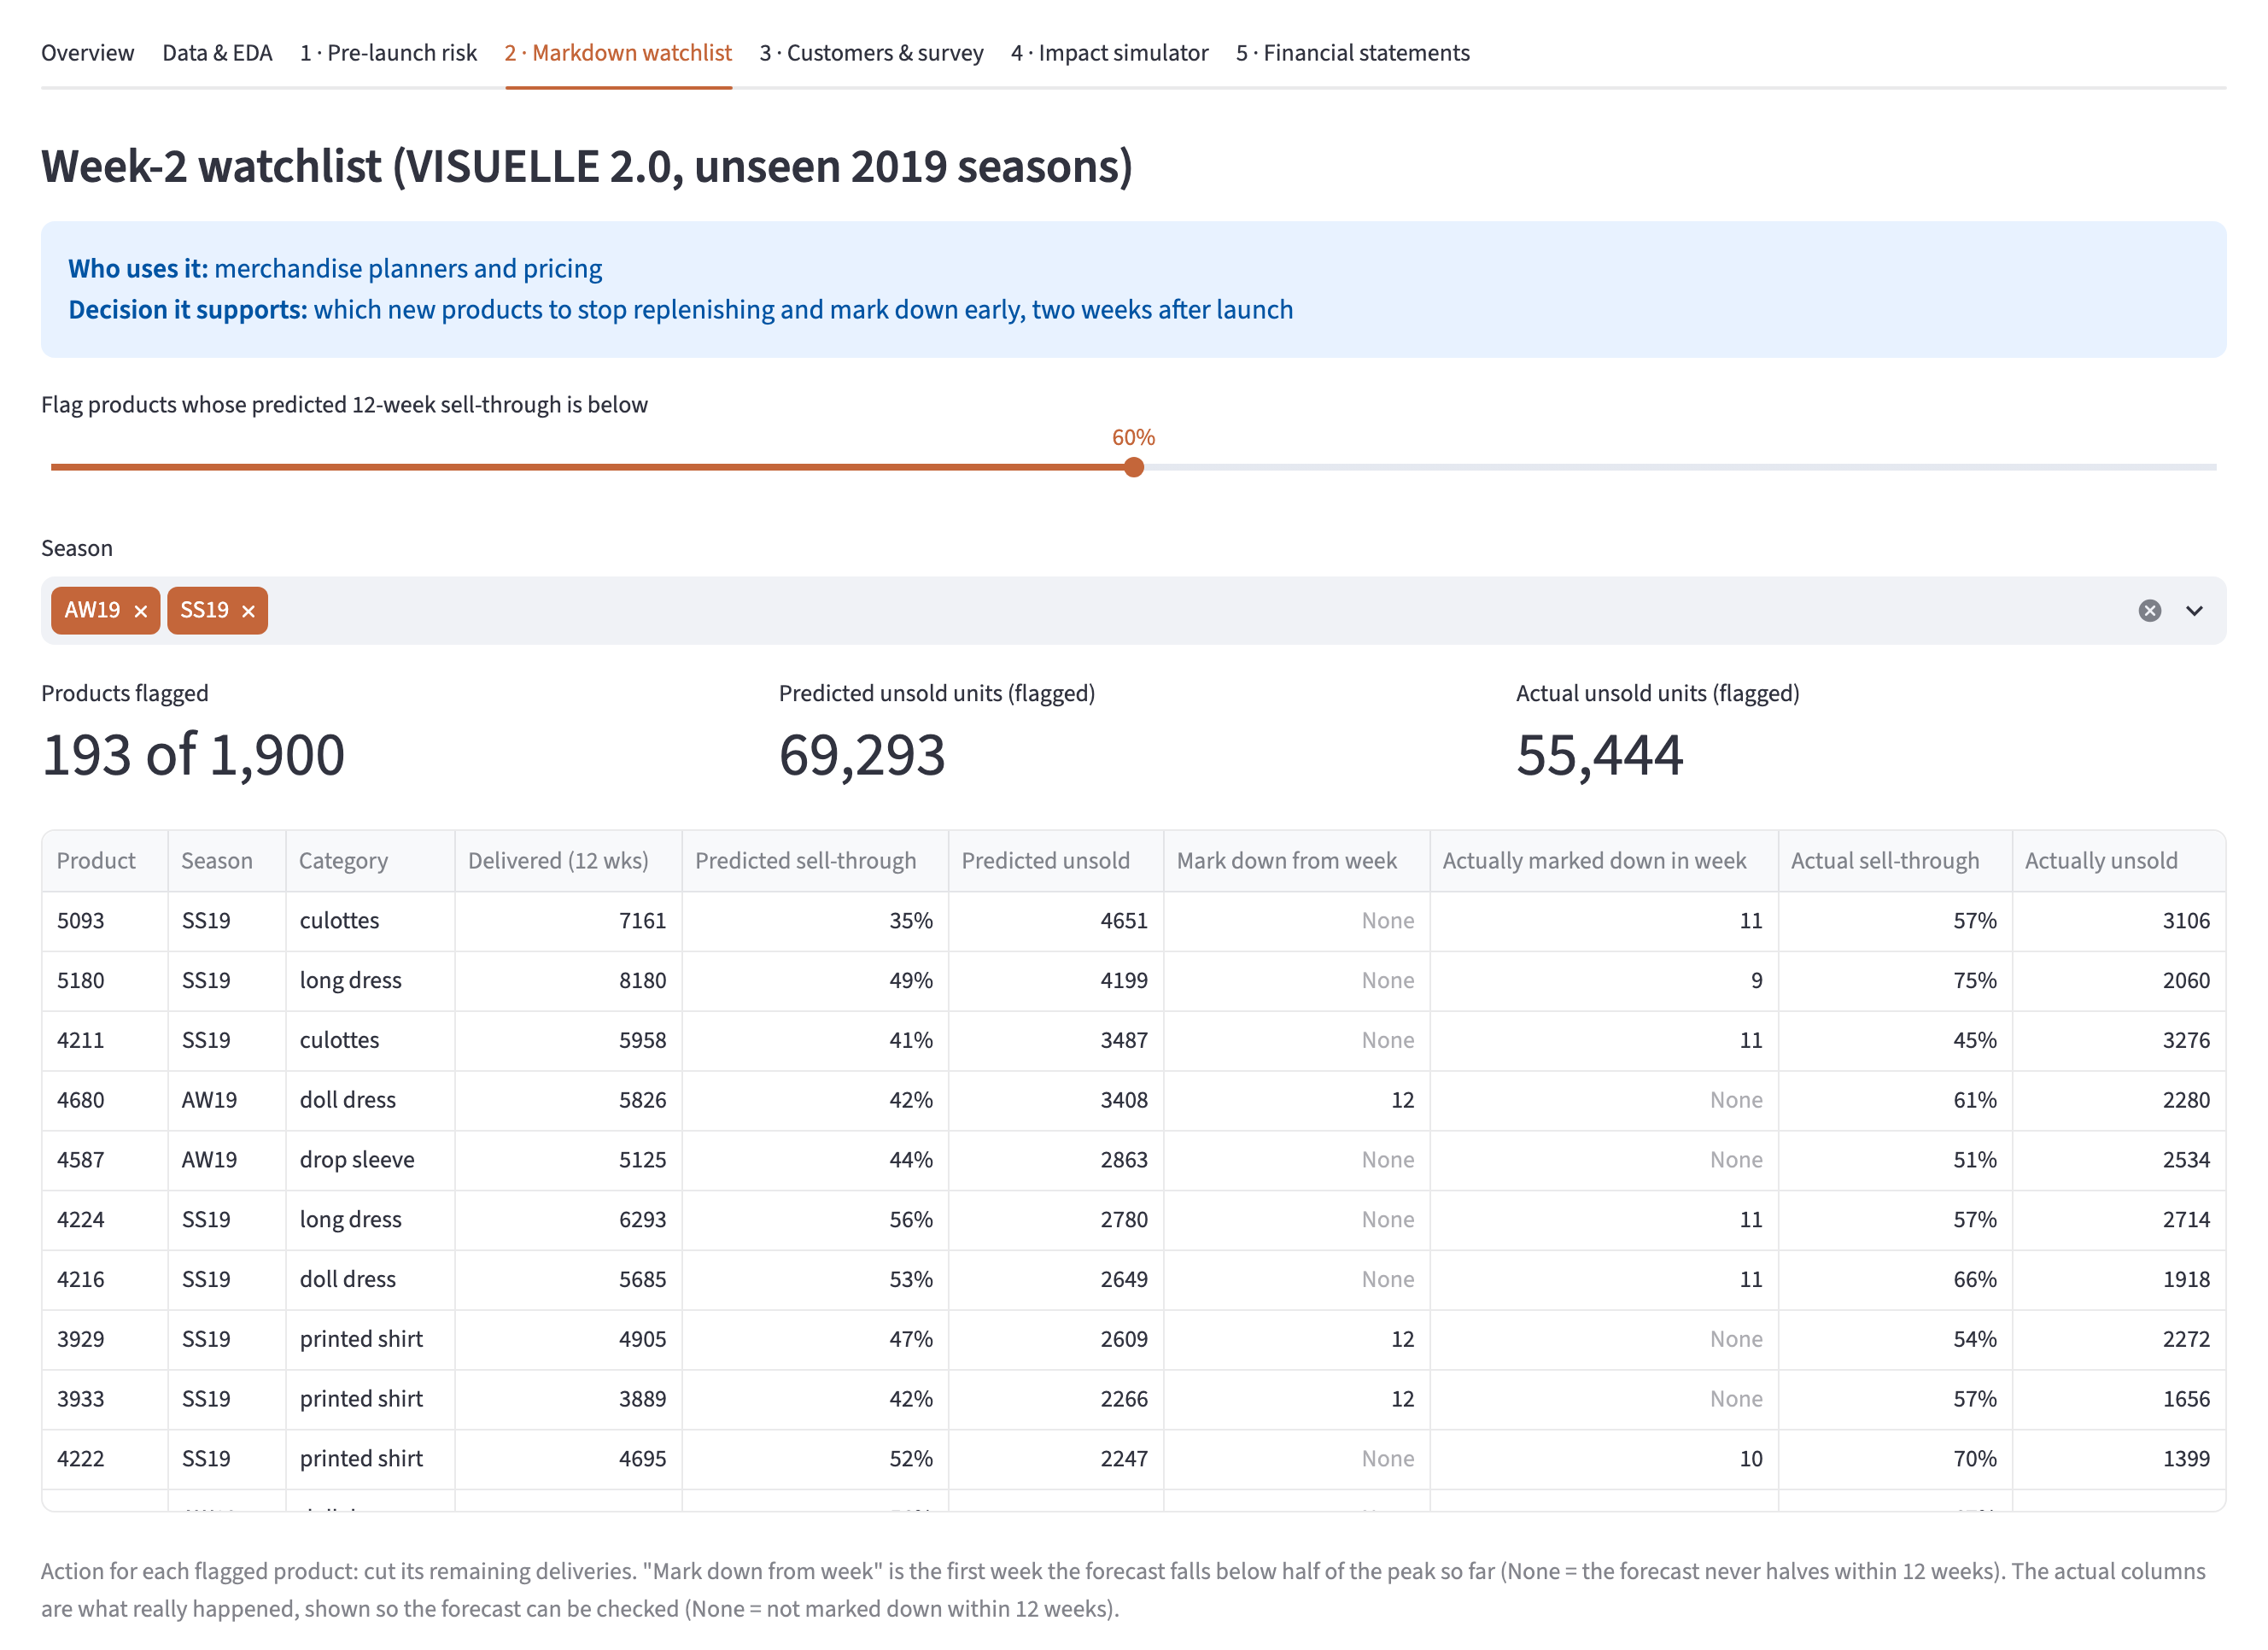 Overview Data & EDA 1 · Pre-launch risk 2 · Markdown watchlist 3 · Customers & survey 4 · Impact simulator 5 · Financial statements
Week-2 watchlist (VISUELLE 2.0, unseen 2019 seasons)
Who uses it: merchandise planners and pricing
Decision it supports: which new products to stop replenishing and mark down early, two weeks after launch
Flag products whose predicted 12-week sell-through is below
60%
Season
AW19 × SS19 ×
Products flagged Predicted unsold units (flagged) Actual unsold units (flagged)
193 of 1,900 69,293 55,444
Product Season Category Delivered (12 wks) Predicted sell-through Predicted unsold Mark down from week Actually marked down in week Actual sell-through Actually unsold
5093 SS19 culottes 7161 35% 4651 None 11 57% 3106
5180 SS19 long dress 8180 49% 4199 None 9 75% 2060
4211 SS19 culottes 5958 41% 3487 None 11 45% 3276
4680 AW19 doll dress 5826 42% 3408 12 None 61% 2280
4587 AW19 drop sleeve 5125 44% 2863 None None 51% 2534
4224 SS19 long dress 6293 56% 2780 None 11 57% 2714
4216 SS19 doll dress 5685 53% 2649 None 11 66% 1918
3929 SS19 printed shirt 4905 47% 2609 12 None 54% 2272
3933 SS19 printed shirt 3889 42% 2266 12 None 57% 1656
4222 SS19 printed shirt 4695 52% 2247 None 10 70% 1399
Action for each flagged product: cut its remaining deliveries. "Mark down from week" is the first week the forecast falls below half of the peak so far (None = the forecast never halves within 12 weeks). The actual columns
are what really happened, shown so the forecast can be checked (None = not marked down within 12 weeks).